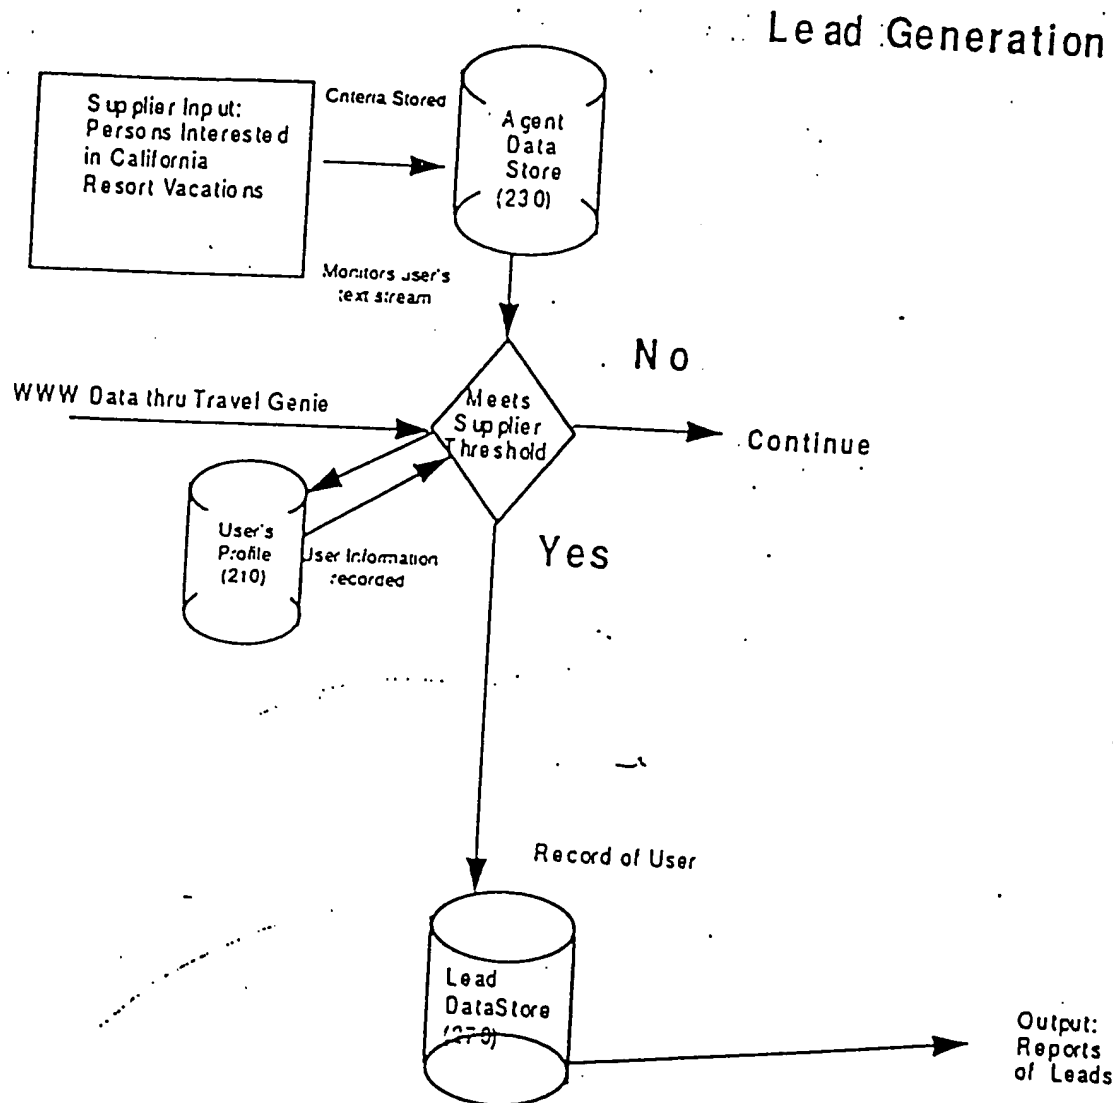 Lead Generation
Supplier Input:
Persons Interested
in California
Resort Vacations
Criteria Stored
Agent
Data
Store
(230)
Monitors user's
text stream
No
WWW Data thru Travel Genie
Meets
Supplier
Threshold
Continue
User's
Profile
(210)
User Information
recorded
Yes
Record of User
Lead
DataStore
Output:
Reports
of Leads